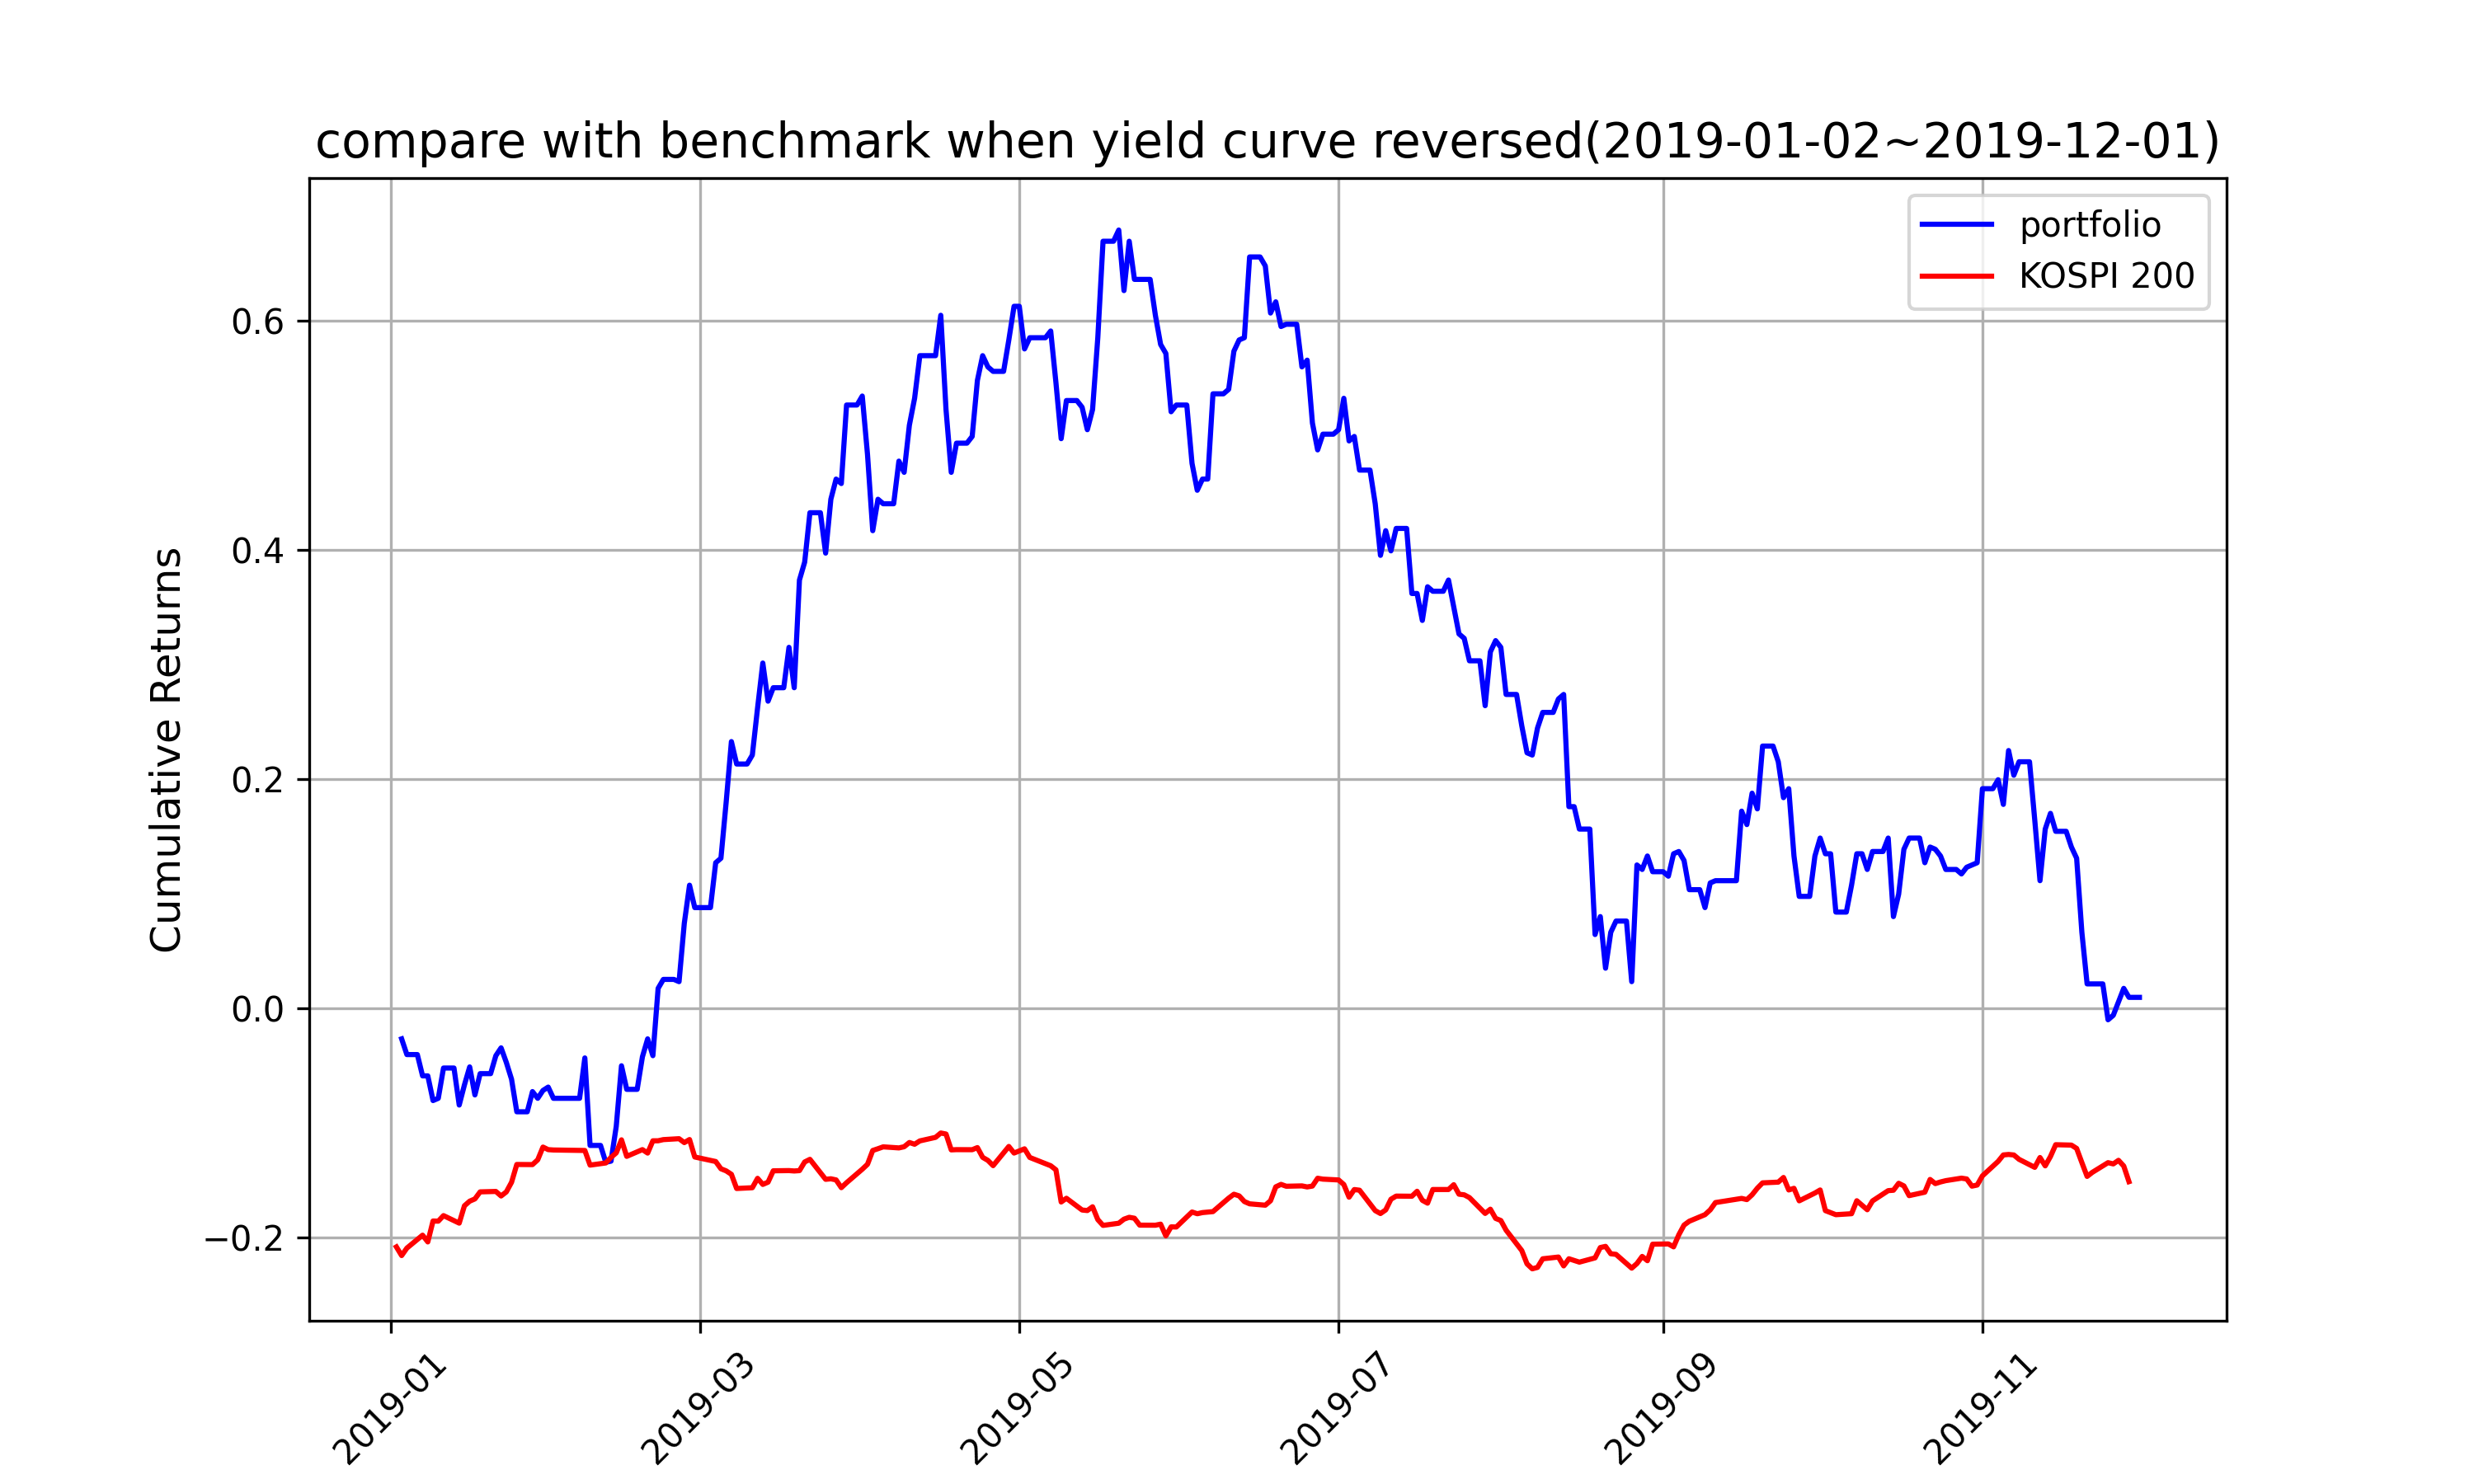 compare with benchmark when yield curve reversed(2019-01-02~2019-12-01)
portfolio
KOSPI 200
Cumulative Returns
0.6
0.4
0.2
0.0
−0.2
2019-01
2019-03
2019-05
2019-07
2019-09
2019-11